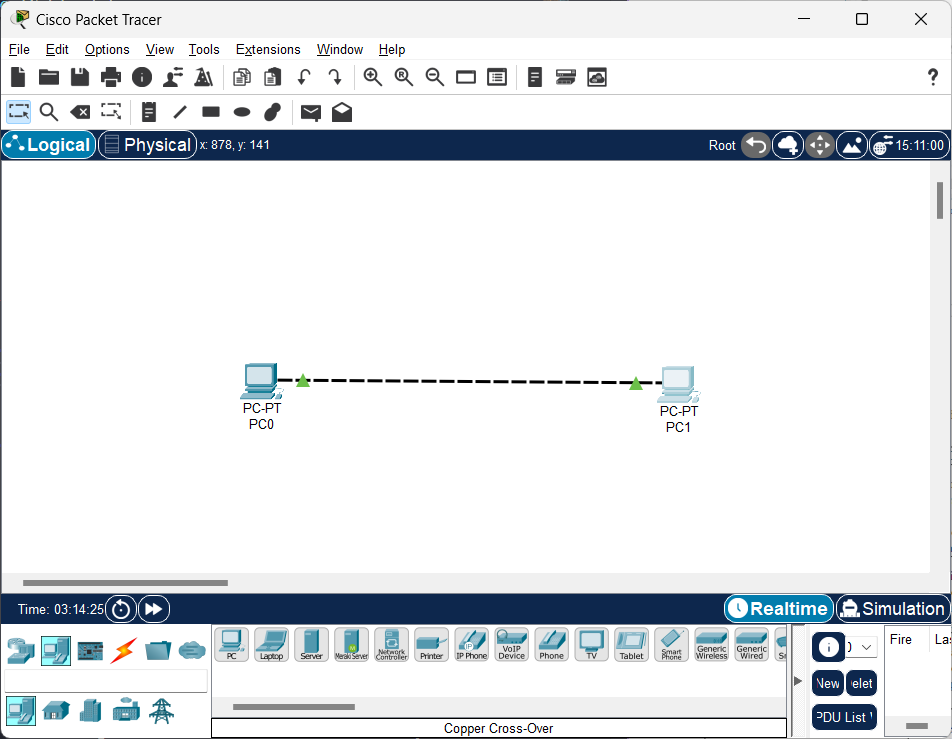 Cisco Packet Tracer
File Edit Options View Tools Extensions Window Help
?
Logical Physical x: 878, y: 141 Root 15:11:00
PC-PT
PC0
PC-PT
PC1
Time: 03:14:25 Realtime Simulation
PC Laptop Server Meraki Server Network Controller Printer IP Phone VoIP Device Phone TV Tablet Smart Phone Generic Wireless Generic Wired
Fire
New elet
PDU List
Copper Cross-Over